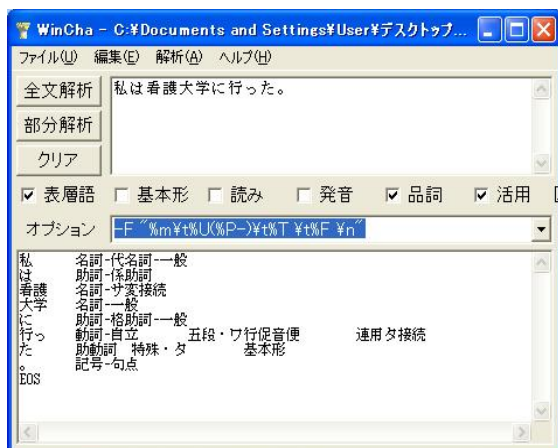 WinCha - C:¥Documents and Settings¥User¥デスクトップ...
ファイル(U) 編集(E) 解析(A) ヘルプ(H)
全文解析
私は看護大学に行った。
部分解析
クリア
表層語 基本形 読み 発音 品詞 活用
オプション -F "%m¥t%U(%P-)¥t%T ¥t%F ¥n"
私 名詞-代名詞-一般
は 助詞-係助詞
看護 名詞-サ変接続
大学 名詞-一般
に 助詞-格助詞-一般
行っ 動詞-自立 五段・ワ行促音便 連用タ接続
た 助動詞 特殊・タ 基本形
。 記号-句点
EOS